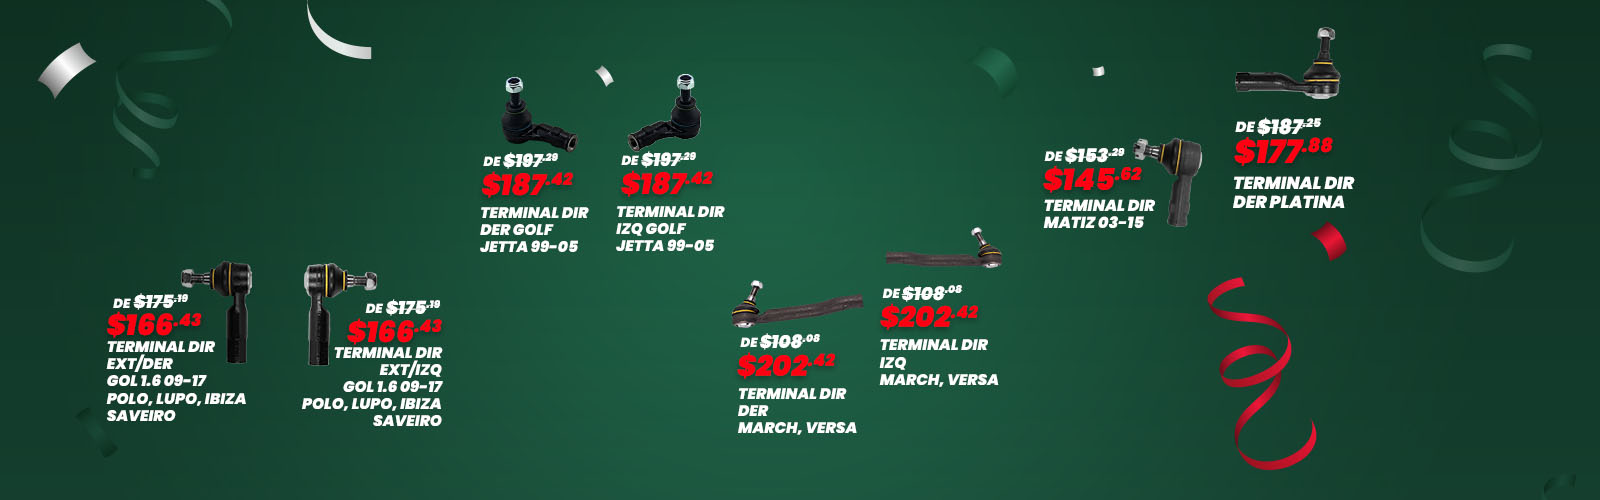 DE $175.19
$166.43
TERMINAL DIR
EXT/DER
GOL 1.6 09-17
POLO, LUPO, IBIZA
SAVEIRO
DE $175.19
$166.43
TERMINAL DIR
EXT/IZQ
GOL 1.6 09-17
POLO, LUPO, IBIZA
SAVEIRO
DE $197.29
$187.42
TERMINAL DIR
DER GOLF
JETTA 99-05
DE $197.29
$187.42
TERMINAL DIR
IZQ GOLF
JETTA 99-05
DE $108.08
$202.42
TERMINAL DIR
DER
MARCH, VERSA
DE $108.08
$202.42
TERMINAL DIR
IZQ
MARCH, VERSA
DE $153.29
$145.62
TERMINAL DIR
MATIZ 03-15
DE $187.25
$177.88
TERMINAL DIR
DER PLATINA